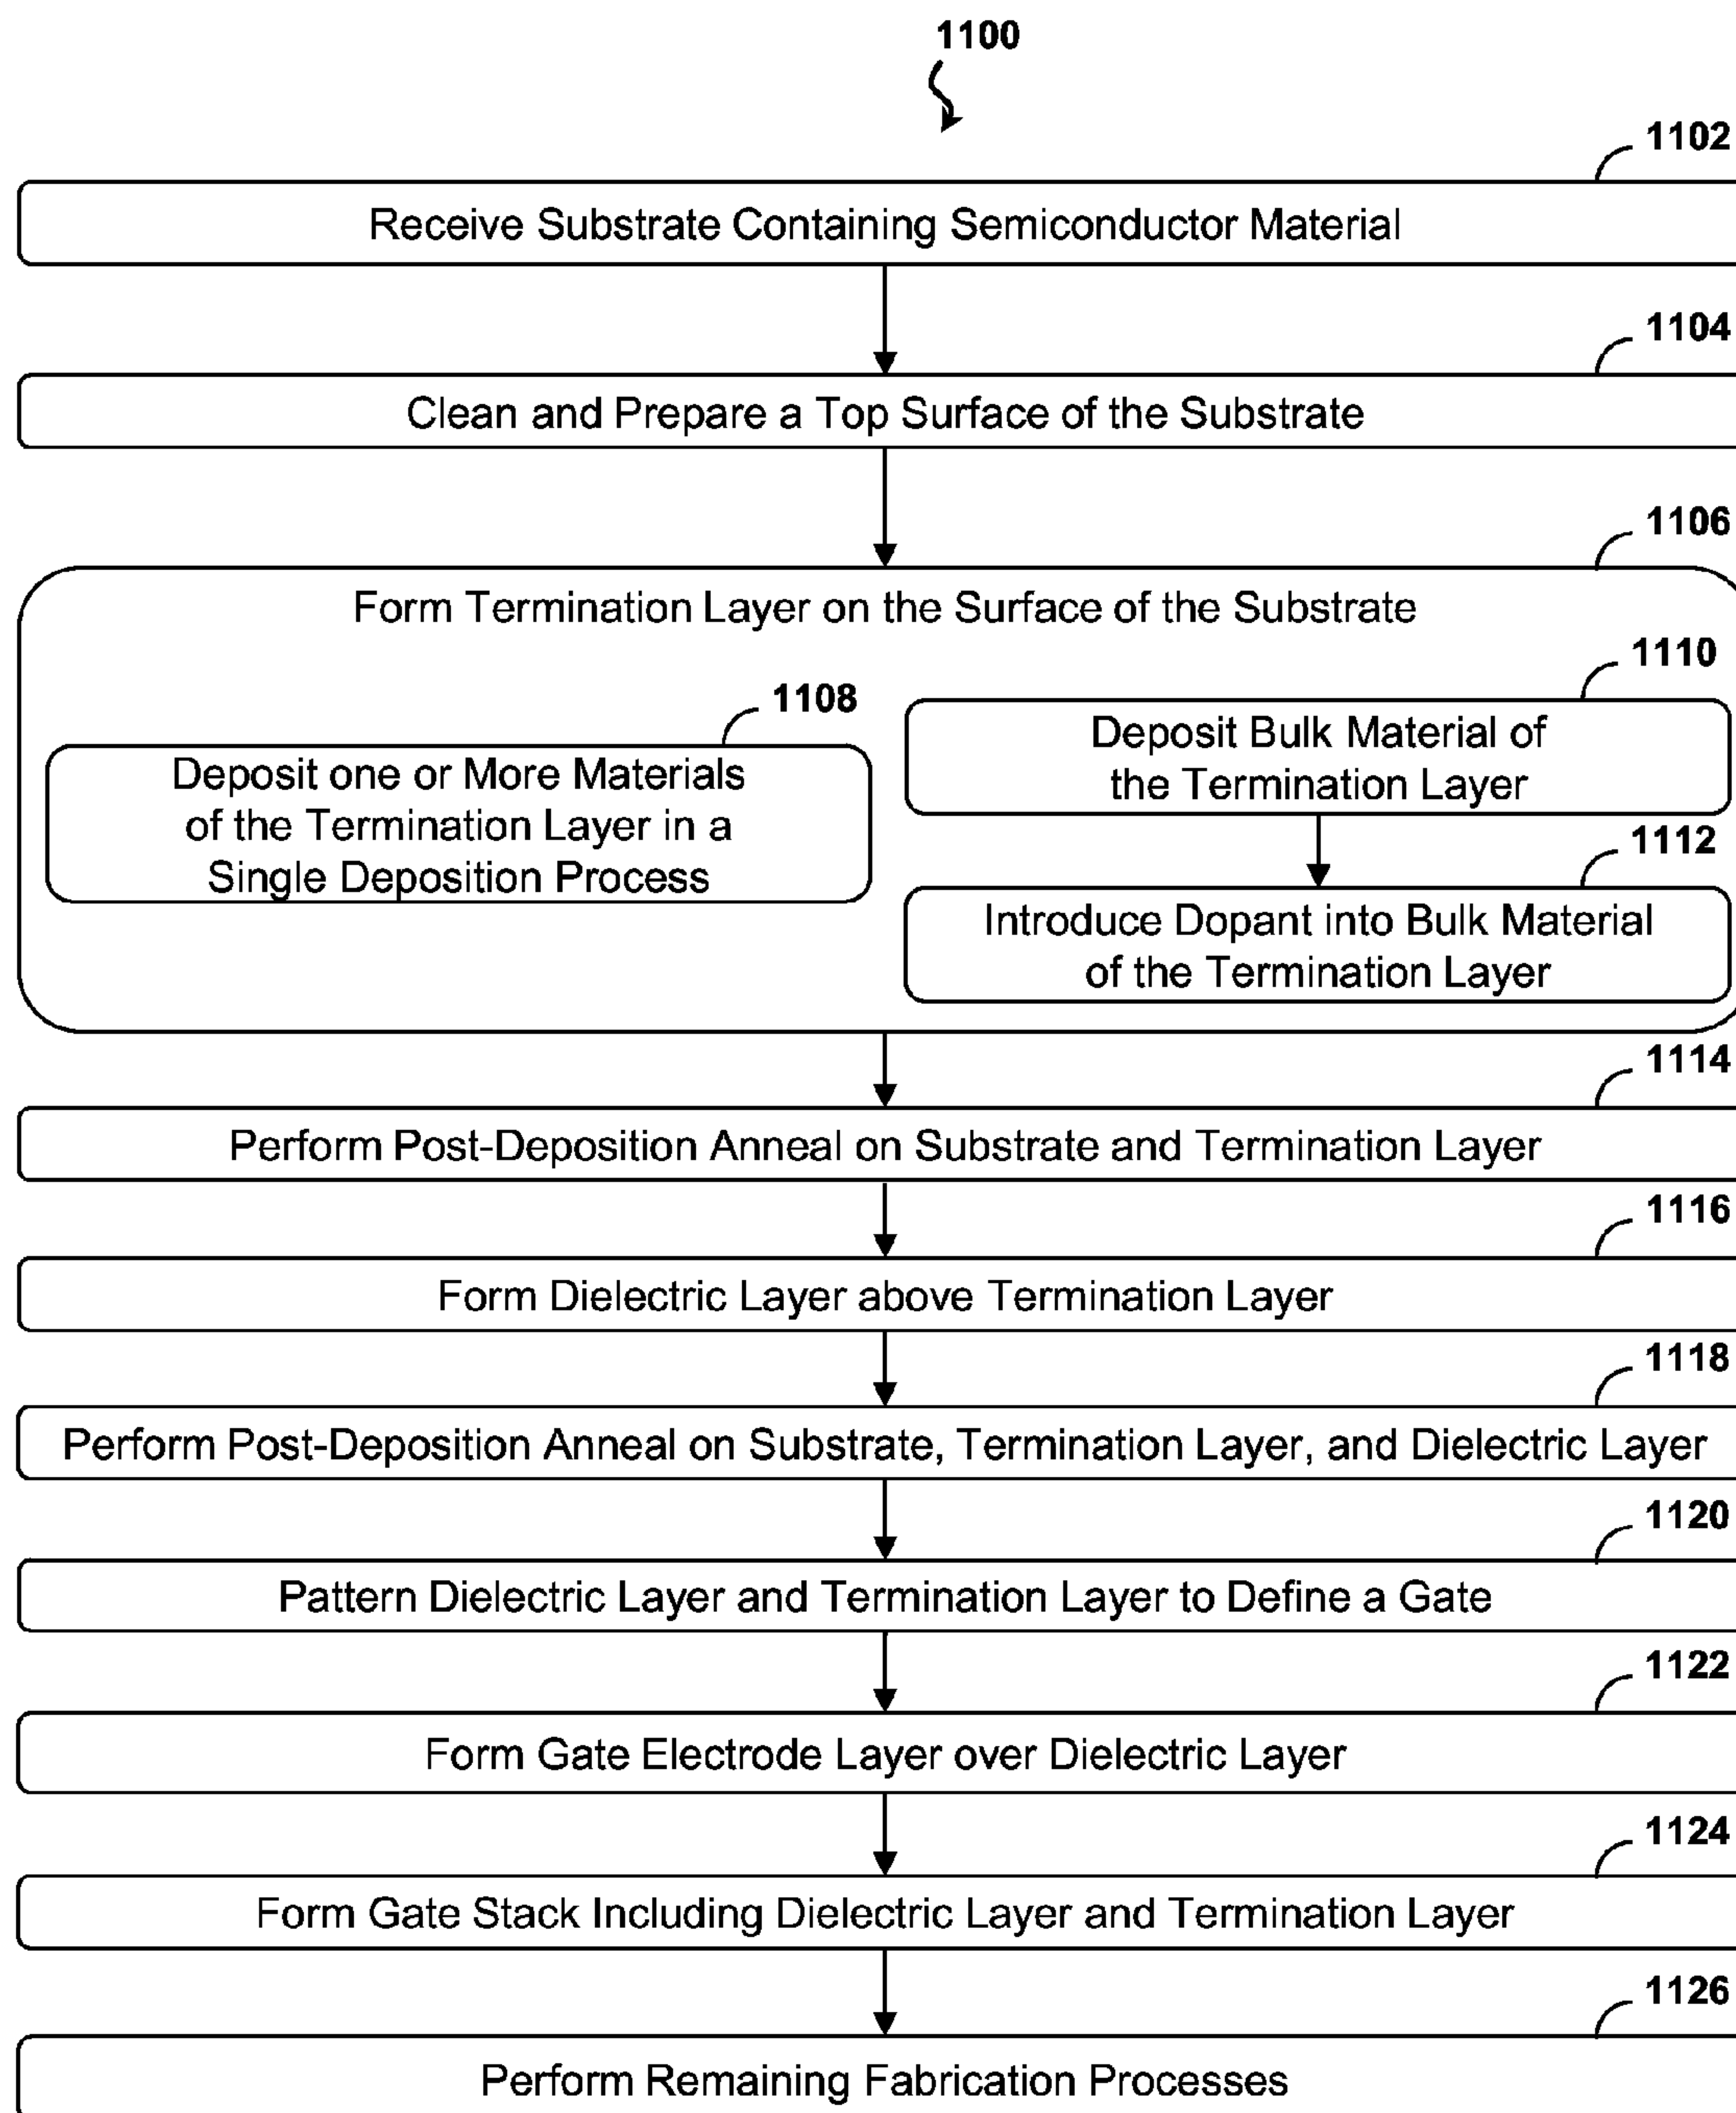 1100
1102
Receive Substrate Containing Semiconductor Material
1104
Clean and Prepare a Top Surface of the Substrate
1106
Form Termination Layer on the Surface of the Substrate
1108
Deposit one or More Materials
of the Termination Layer in a
Single Deposition Process
1110
Deposit Bulk Material of
the Termination Layer
1112
Introduce Dopant into Bulk Material
of the Termination Layer
1114
Perform Post-Deposition Anneal on Substrate and Termination Layer
1116
Form Dielectric Layer above Termination Layer
1118
Perform Post-Deposition Anneal on Substrate, Termination Layer, and Dielectric Layer
1120
Pattern Dielectric Layer and Termination Layer to Define a Gate
1122
Form Gate Electrode Layer over Dielectric Layer
1124
Form Gate Stack Including Dielectric Layer and Termination Layer
1126
Perform Remaining Fabrication Processes